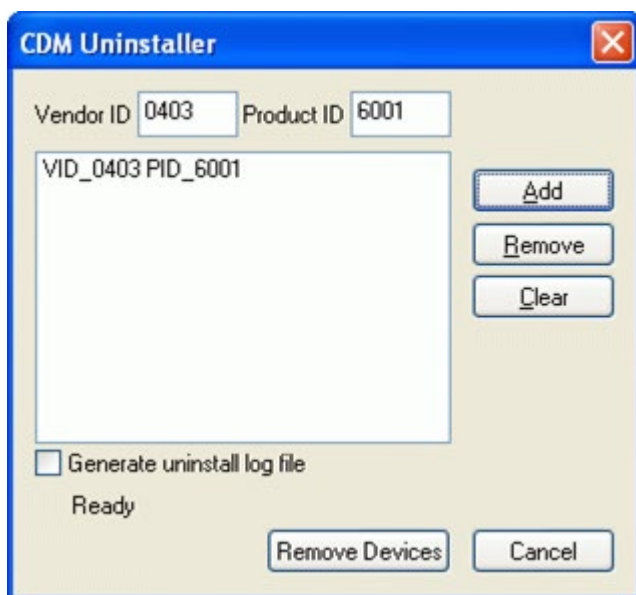 CDM Uninstaller
Vendor ID 0403 Product ID 6001
VID_0403 PID_6001
Add
Remove
Clear
Generate uninstall log file
Ready
Remove Devices Cancel